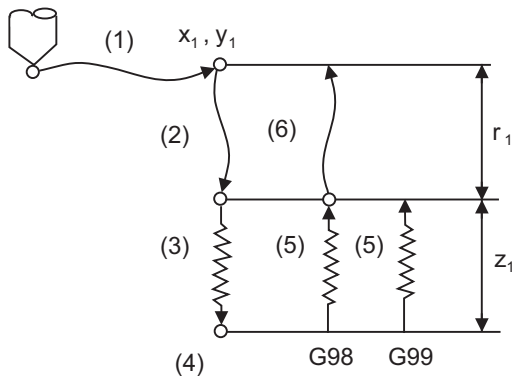 (1)
x₁ , y₁
(2)
(6)
r₁
(3)
(5)
(5)
z₁
(4)
G98
G99